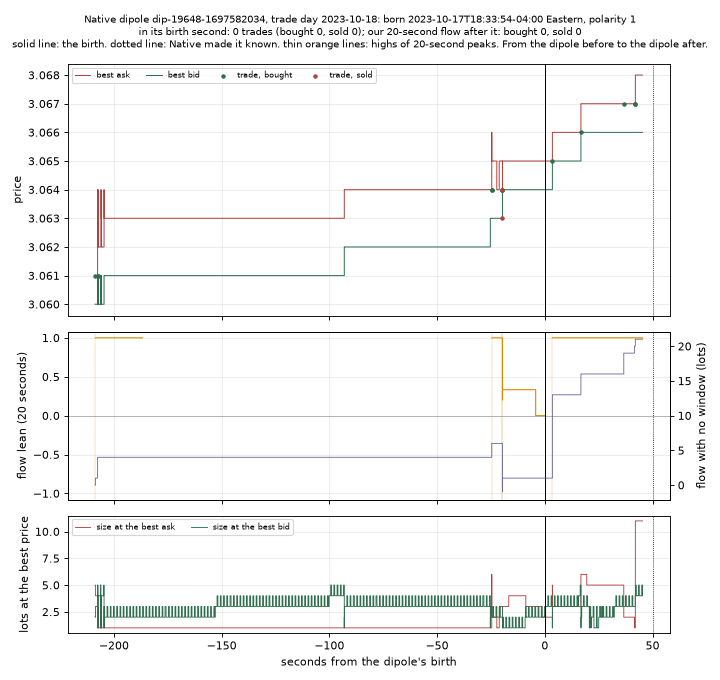 Native dipole dip-19648-1697582034, trade day 2023-10-18: born 2023-10-17T18:33:54-04:00 Eastern, polarity 1
in its birth second: 0 trades (bought 0, sold 0); our 20-second flow after it: bought 0, sold 0
solid line: the birth. dotted line: Native made it known. thin orange lines: highs of 20-second peaks. From the dipole before to the dipole after.
best ask best bid trade, bought trade, sold
3.068
3.067
3.066
3.065
3.064
3.063
3.062
3.061
3.060
price
1.0
0.5
0.0
−0.5
−1.0
flow lean (20 seconds)
20
15
10
5
0
flow with no window (lots)
size at the best ask size at the best bid
10.0
7.5
5.0
2.5
lots at the best price
−200 −150 −100 −50 0 50
seconds from the dipole's birth